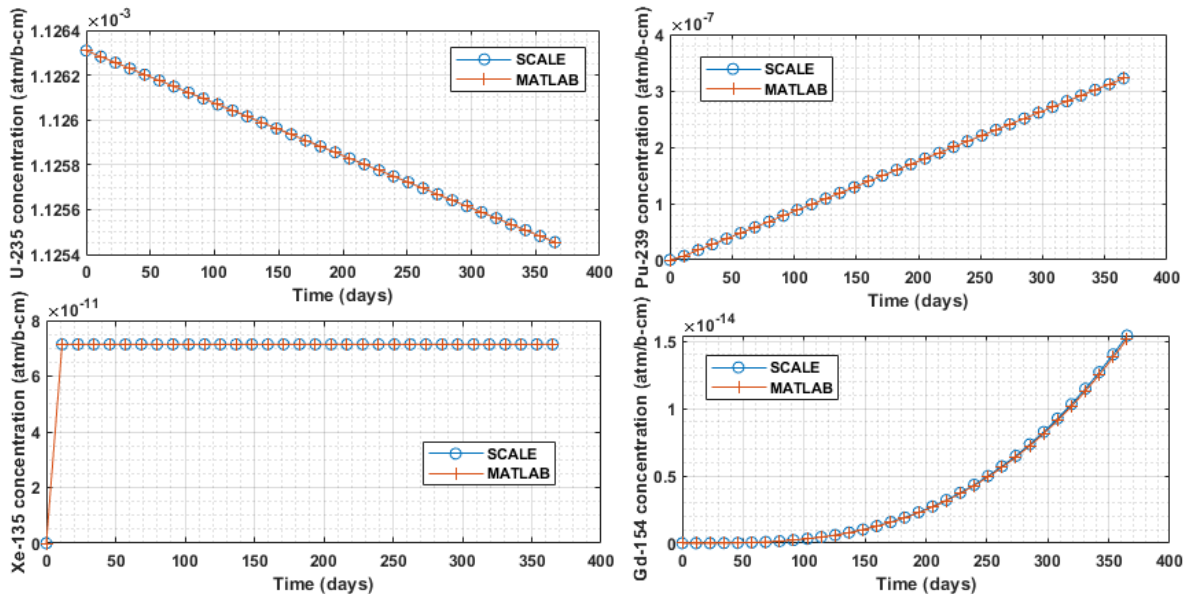 ×10⁻³
1.1264
1.1262
1.126
1.1258
1.1256
1.1254
U-235 concentration (atm/b-cm)
0 50 100 150 200 250 300 350 400
Time (days)
SCALE
MATLAB
×10⁻⁷
4
3
2
1
0
Pu-239 concentration (atm/b-cm)
0 50 100 150 200 250 300 350 400
Time (days)
SCALE
MATLAB
×10⁻¹¹
8
6
4
2
0
Xe-135 concentration (atm/b-cm)
0 50 100 150 200 250 300 350 400
Time (days)
SCALE
MATLAB
×10⁻¹⁴
1.5
1
0.5
0
Gd-154 concentration (atm/b-cm)
0 50 100 150 200 250 300 350 400
Time (days)
SCALE
MATLAB